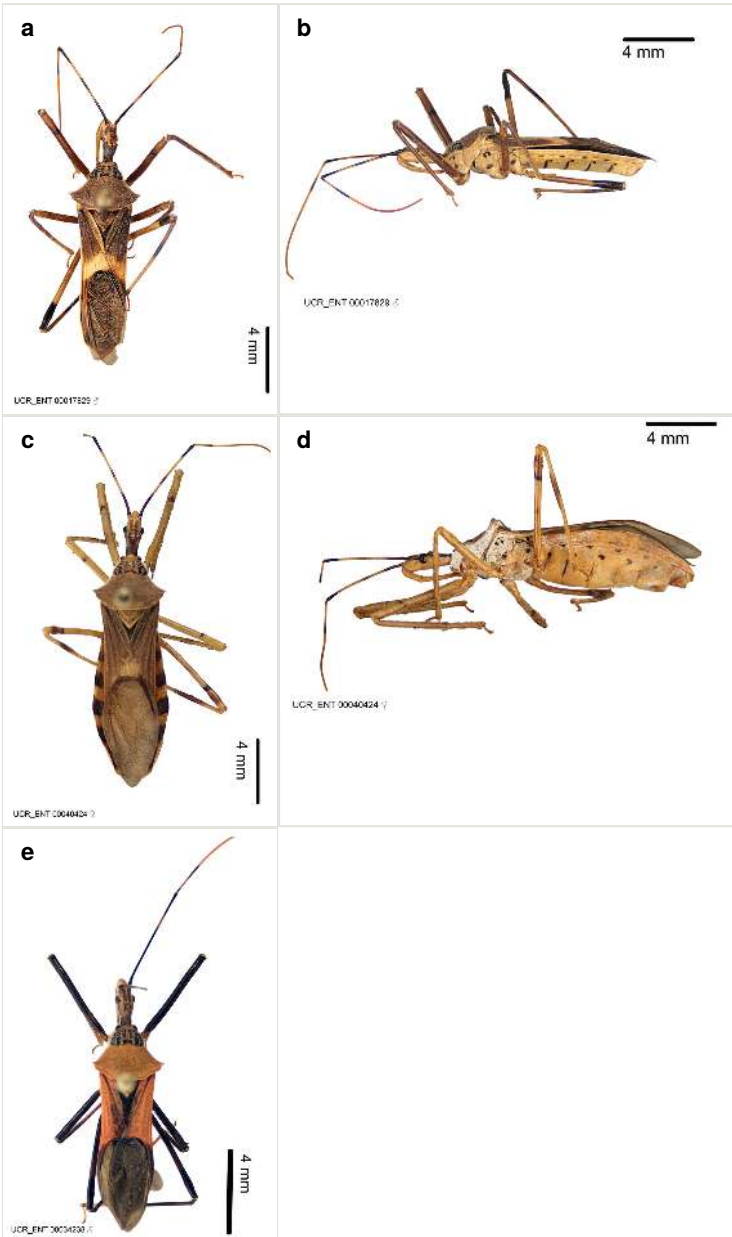 a
b
4 mm
4 mm
UCR_ENT 00017829 ♂
UCR_ENT 00017828 ♂
c
d
4 mm
4 mm
UCR_ENT 00040424 ♀
UCR_ENT 00040424 ♀
e
4 mm